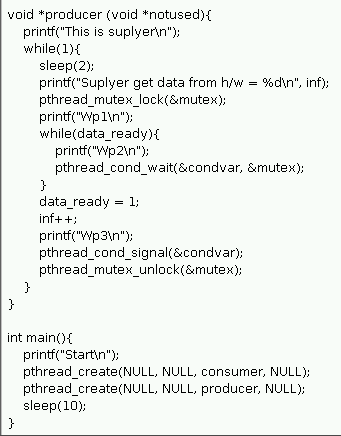 void *producer (void *notused){
printf("This is suplyer\n");
while(1){
sleep(2);
printf("Suplyer get data from h/w = %d\n", inf);
pthread_mutex_lock(&mutex);
printf("Wp1\n");
while(data_ready){
printf("Wp2\n");
pthread_cond_wait(&condvar, &mutex);
}
data_ready = 1;
inf++;
printf("Wp3\n");
pthread_cond_signal(&condvar);
pthread_mutex_unlock(&mutex);
}
}
int main(){
printf("Start\n");
pthread_create(NULL, NULL, consumer, NULL);
pthread_create(NULL, NULL, producer, NULL);
sleep(10);
}